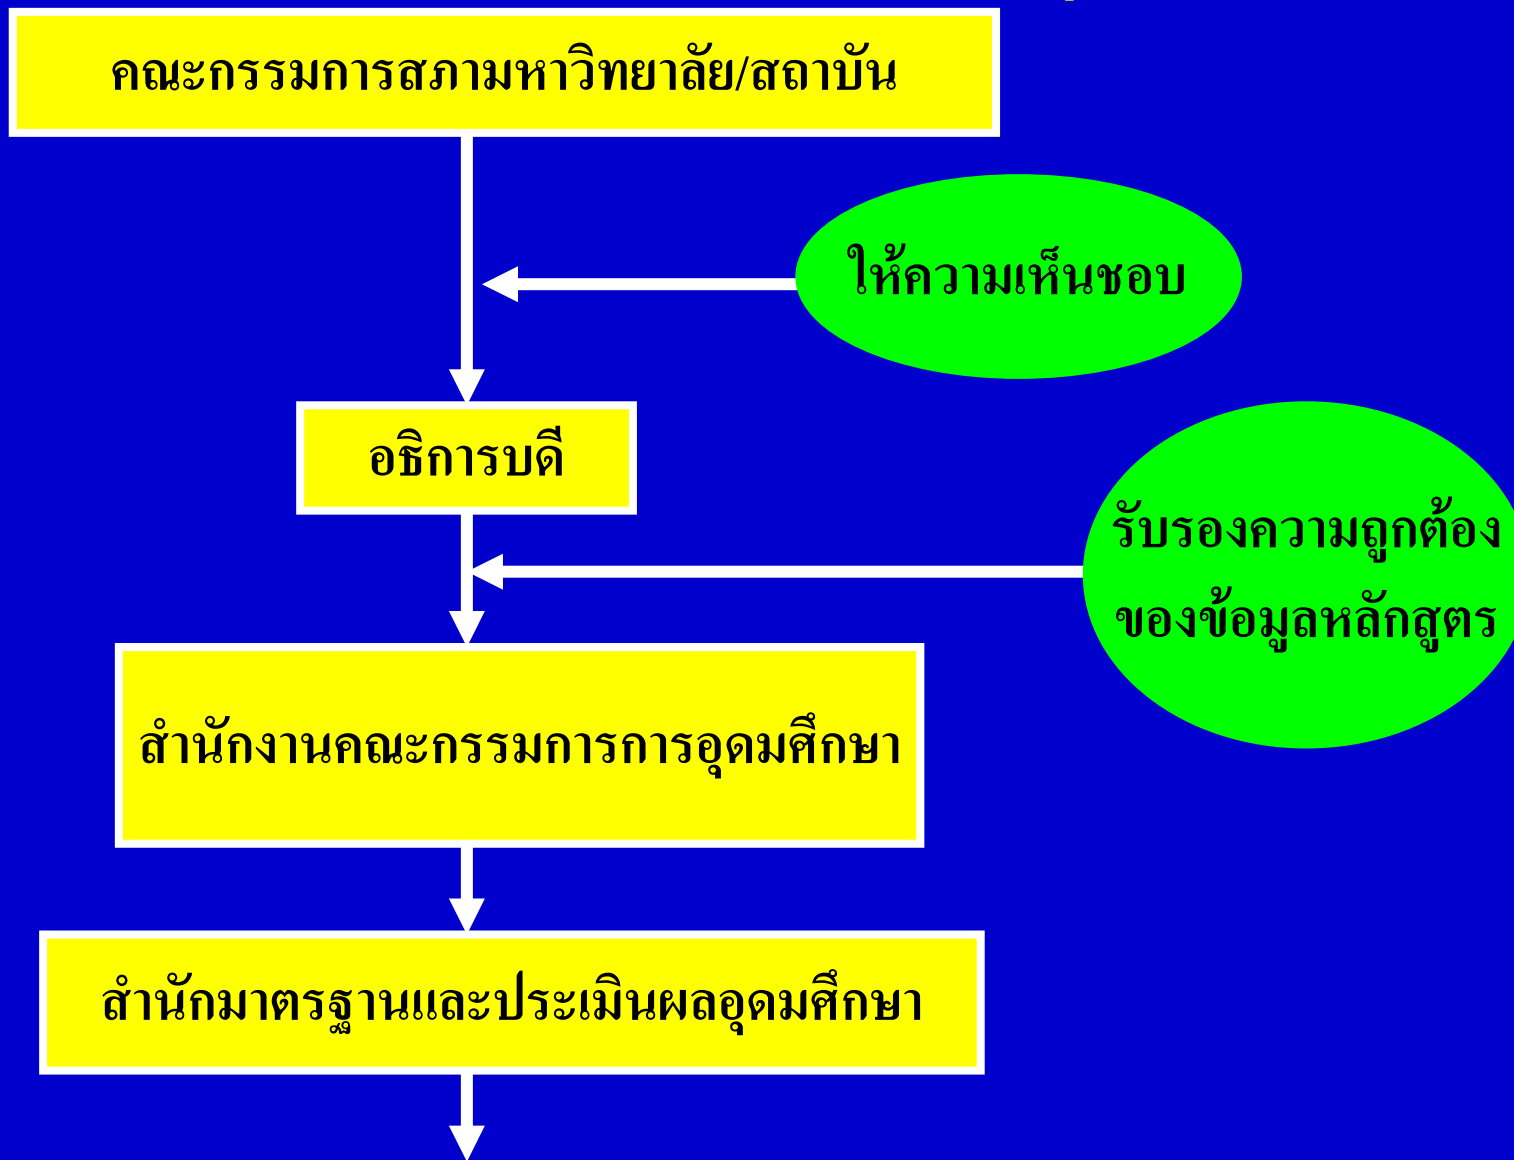 คณะกรรมการสภามหาวิทยาลัย/สถาบัน
ให้ความเห็นชอบ
อธิการบดี
รับรองความถูกต้อง
ของข้อมูลหลักสูตร
สำนักงานคณะกรรมการการอุดมศึกษา
สำนักมาตรฐานและประเมินผลอุดมศึกษา